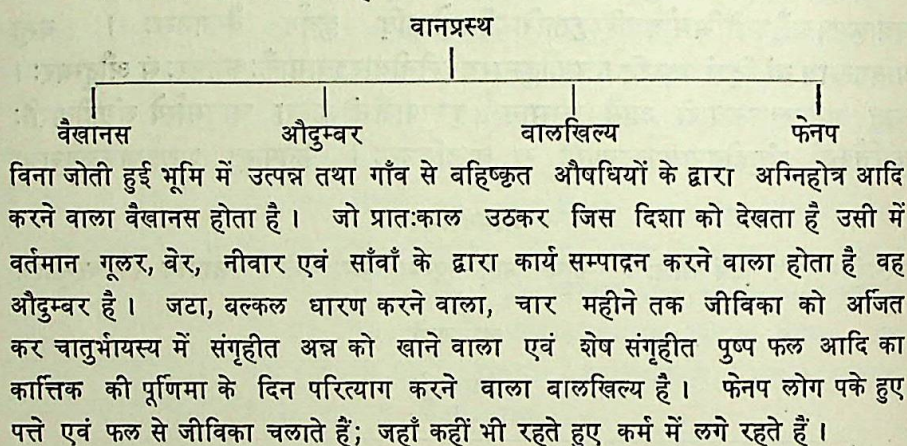 वानप्रस्थ
वैखानस औदुम्बर वालखिल्य फेनप
विना जोती हुई भूमि में उत्पन्न तथा गाँव से वहिष्कृत औषधियों के द्वारा अग्निहोत्र आदि
करने वाला वैखानस होता है। जो प्रातःकाल उठकर जिस दिशा को देखता है उसी में
वर्तमान गूलर, वेर, नीवार एवं साँवाँ के द्वारा कार्य सम्पादन करने वाला होता है वह
औदुम्बर है। जटा, वल्कल धारण करने वाला, चार महीने तक जीविका को अर्जित
कर चातुर्भायस्य में संगृहीत अन्न को खाने वाला एवं शेष संगृहीत पुष्प फल आदि का
कार्त्तिक की पूर्णिमा के दिन परित्याग करने वाला वालखिल्य है। फेनप लोग पके हुए
पत्ते एवं फल से जीविका चलाते हैं; जहाँ कहीं भी रहते हुए कर्म में लगे रहते हैं।